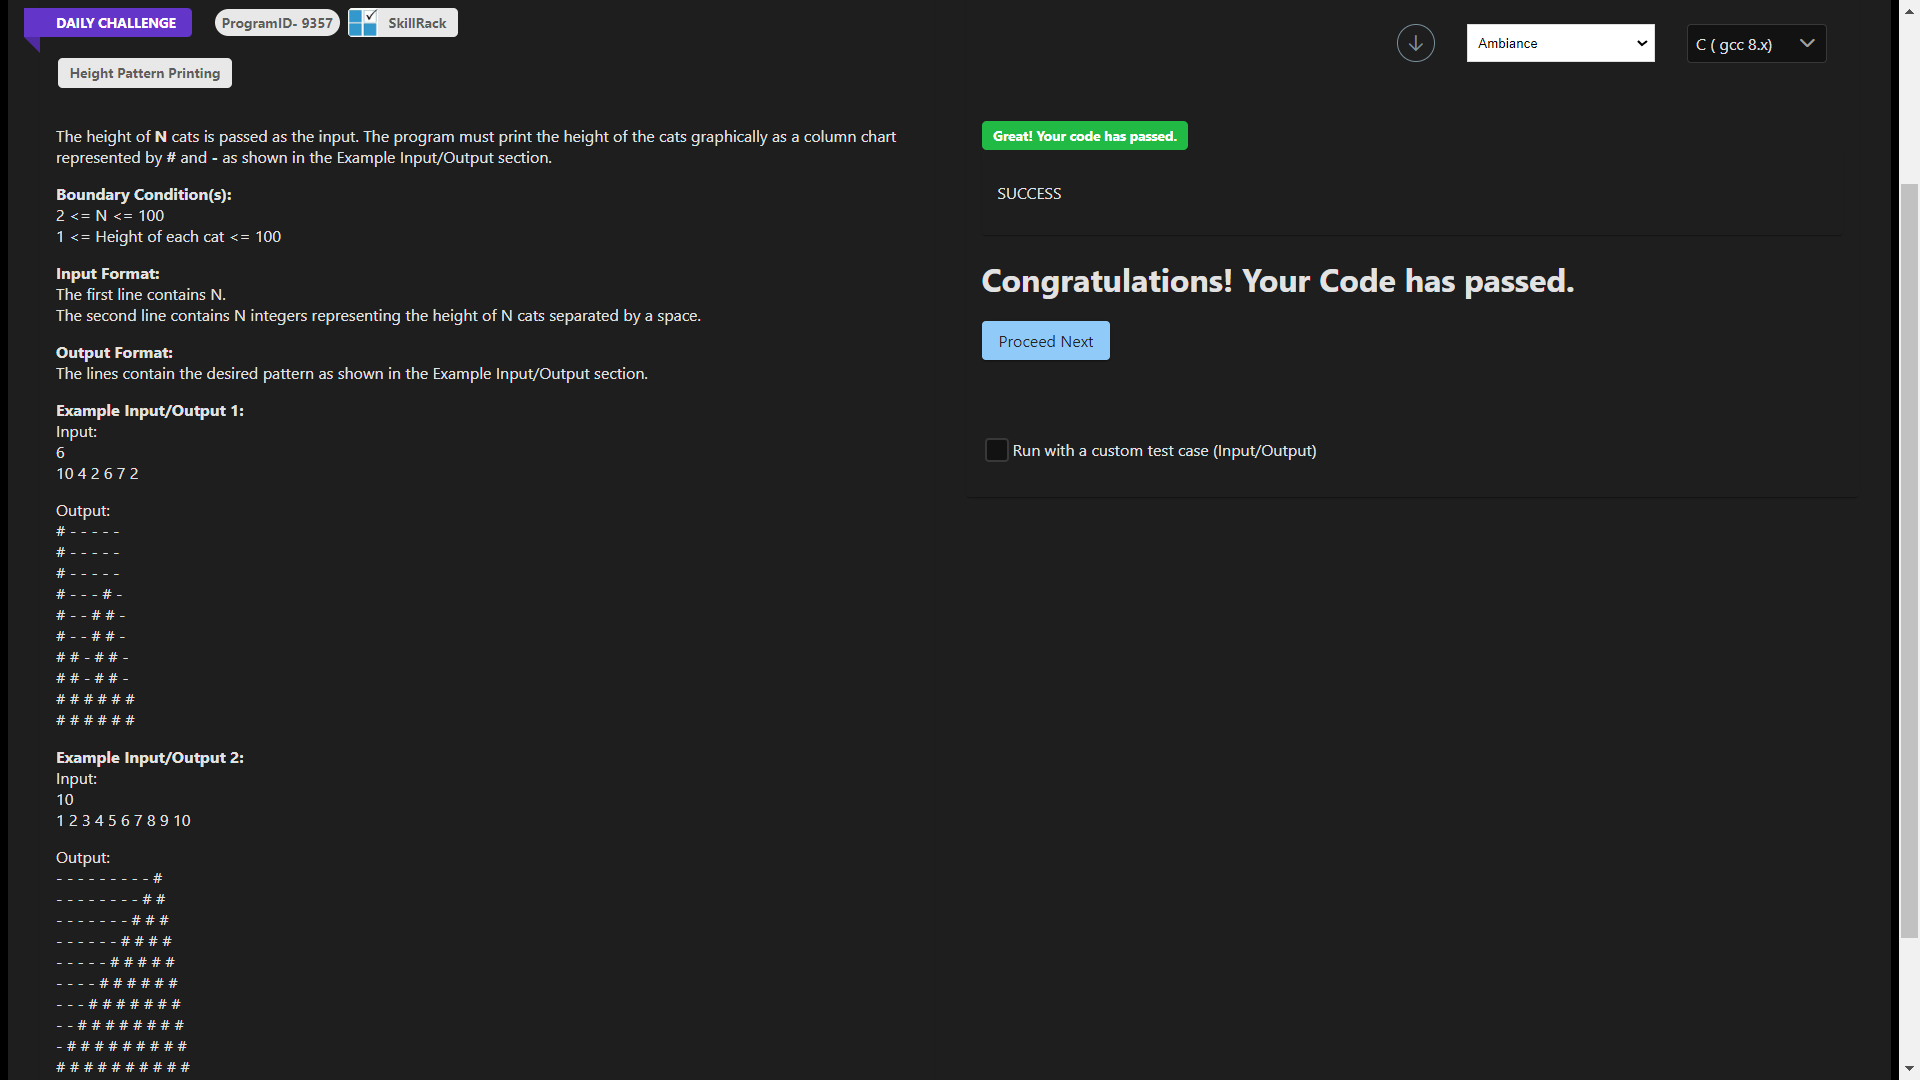 DAILY CHALLENGE
ProgramID- 9357
SkillRack
Ambiance
C ( gcc 8.x)
Height Pattern Printing
The height of N cats is passed as the input. The program must print the height of the cats graphically as a column chart
represented by # and - as shown in the Example Input/Output section.
Boundary Condition(s):
2 <= N <= 100
1 <= Height of each cat <= 100
Input Format:
The first line contains N.
The second line contains N integers representing the height of N cats separated by a space.
Output Format:
The lines contain the desired pattern as shown in the Example Input/Output section.
Example Input/Output 1:
Input:
6
10 4 2 6 7 2
Output:
# - - - - -
# - - - - -
# - - - - -
# - - - # -
# - - # # -
# - - # # -
# # - # # -
# # - # # -
# # # # # #
# # # # # #
Example Input/Output 2:
Input:
10
1 2 3 4 5 6 7 8 9 10
Output:
- - - - - - - - - #
- - - - - - - - # #
- - - - - - - # # #
- - - - - - # # # #
- - - - - # # # # #
- - - - # # # # # #
- - - # # # # # # #
- - # # # # # # # #
- # # # # # # # # #
# # # # # # # # # #
Great! Your code has passed.
SUCCESS
Congratulations! Your Code has passed.
Proceed Next
Run with a custom test case (Input/Output)